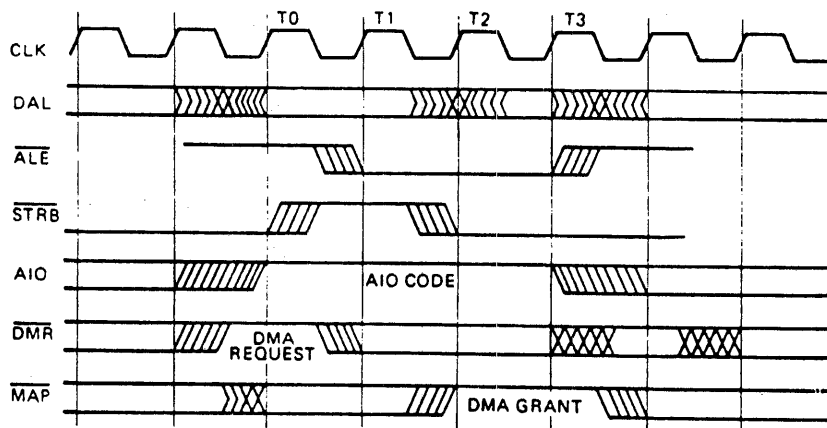 T0 T1 T2 T3
CLK
DAL
ALE
STRB
AIO
AIO CODE
DMR
DMA
REQUEST
MAP
DMA GRANT